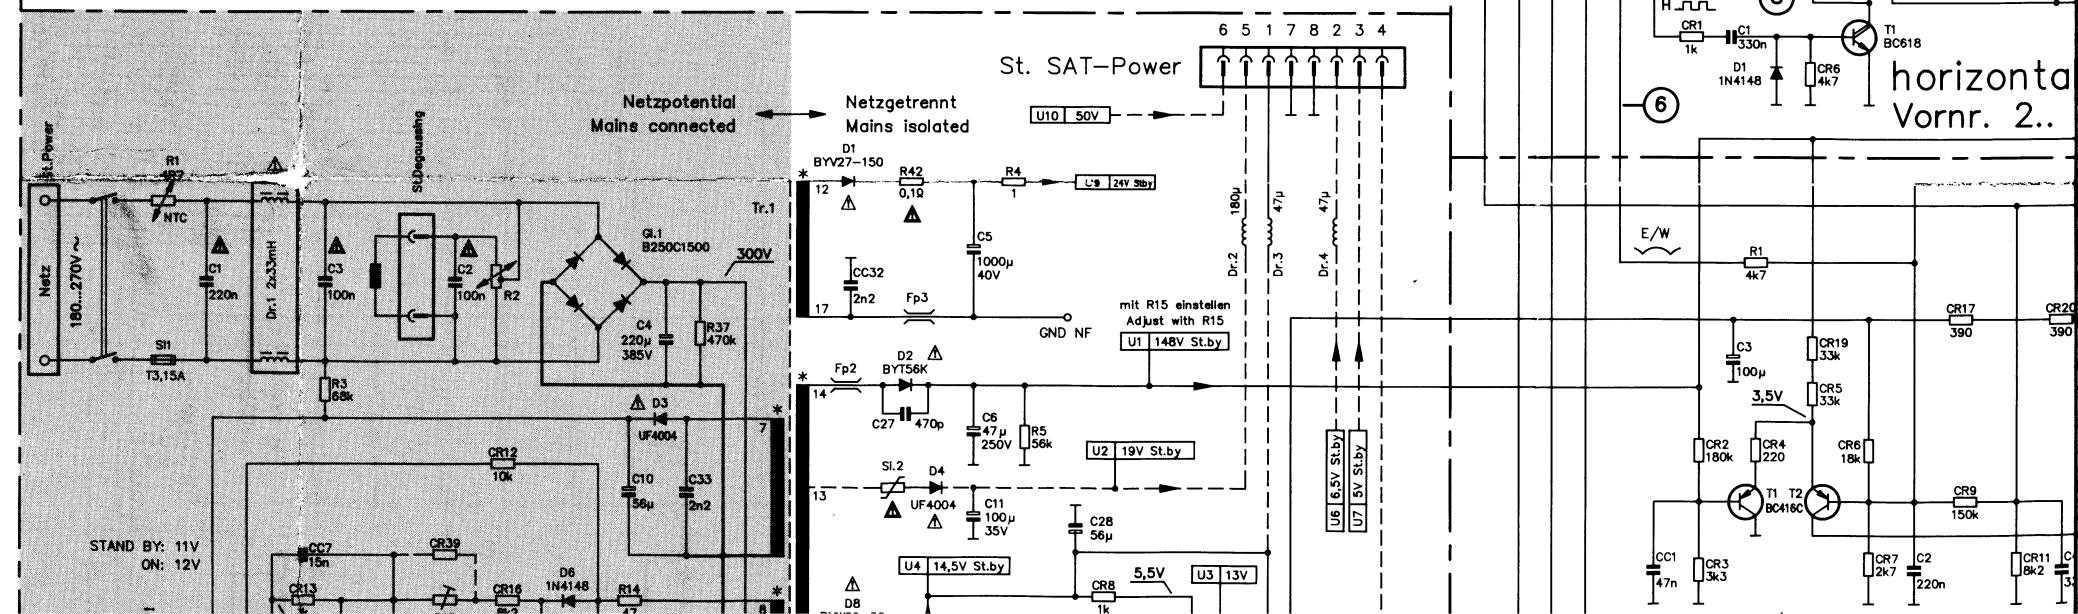 St. SAT-Power
6 5 1 7 8 2 3 4
Netzpotential
Mains connected
Netzgetrennt
Mains isolated
U10 50V
St.Power
Netz
180...270V ~
R1
NTC
SI1
T3,15A
C1
220n
Dr.1 2x33mH
C3
100n
R3
68k
St.Degaussing
C2
100n
R2
Gl.1
B250C1500
300V
C4
220µ
385V
R37
470k
Tr.1
D3
UF4004
7
CR12
10k
C10
56µ
C33
2n2
STAND BY: 11V
ON: 12V
CC7
15n
CR39
CR13
CR16
D6
1N4148
R14
8
*
12
D1
BYV27-150
R42
0,1Ω
R4
1
U9 24V Stby
C5
1000µ
40V
CC32
2n2
17
Fp3
GND NF
mit R15 einstellen
Adjust with R15
U1 148V St.by
*
14
Fp2
D2
BYT56K
C27
470p
C6
47µ
250V
R5
56k
U2 19V St.by
13
SI.2
D4
UF4004
C11
100µ
35V
C28
56µ
U4 14,5V St.by
D8
CR8
1k
5,5V
U3 13V
180µ
Dr.2
47µ
Dr.3
47µ
Dr.4
U6 6,5V St.by
U7 5V St.by
H
CR1
1k
C1
330n
T1
BC618
D1
1N4148
CR6
4k7
horizonta
Vornr. 2..
6
E/W
R1
4k7
CR17
390
CR20
390
C3
100µ
CR19
33k
CR5
33k
3,5V
CR2
180k
CR4
220
CR6
18k
T1
BC416C
T2
CR9
150k
CC1
47n
CR3
3k3
CR7
2k7
C2
220n
CR11
8k2